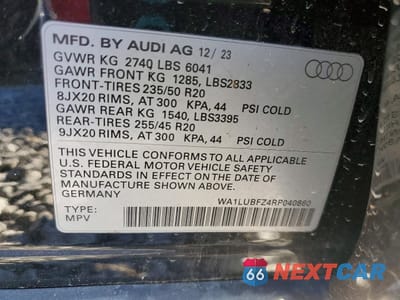 MFD. BY AUDI AG 12/23
GVWR KG 2740 LBS 6041
GAWR FRONT KG 1285, LBS2833
FRONT-TIRES 235/50 R20
8JX20 RIMS, AT 300 KPA, 44 PSI COLD
GAWR REAR KG 1540, LBS3395
REAR-TIRES 255/45 R20
9JX20 RIMS, AT 300 KPA, 44 PSI COLD
THIS VEHICLE CONFORMS TO ALL APPLICABLE
U.S. FEDERAL MOTOR VEHICLE SAFETY
STANDARDS IN EFFECT ON THE DATE OF
MANUFACTURE SHOWN ABOVE.
GERMANY
WA1LUBFZ4RP040860
TYPE:
MPV
66 NEXTCAR